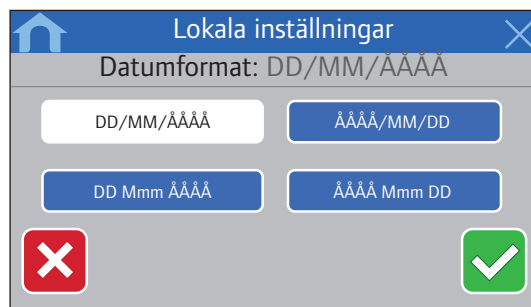 Lokala inställningar
Datumformat: DD/MM/ÅÅÅÅ
DD/MM/ÅÅÅÅ
ÅÅÅÅ/MM/DD
DD Mmm ÅÅÅÅ
ÅÅÅÅ Mmm DD